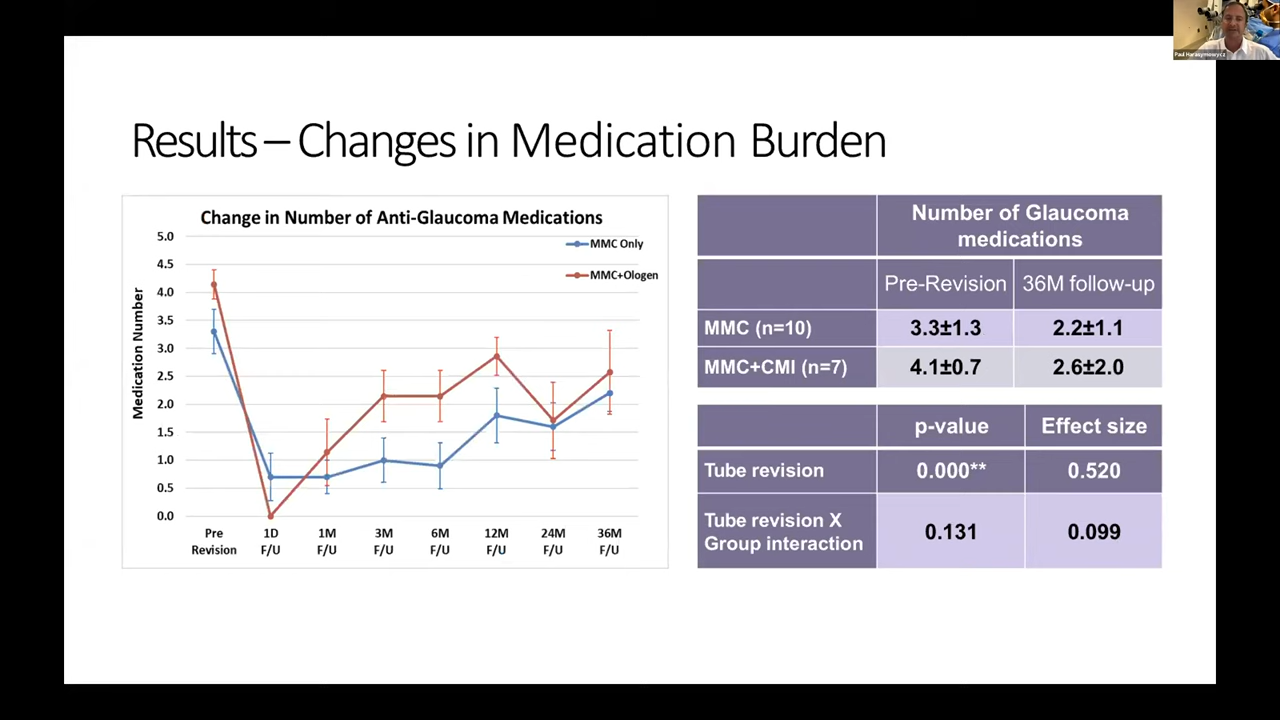 Paul Harasymowycz
Results – Changes in Medication Burden
Change in Number of Anti-Glaucoma Medications
MMC Only
MMC+Ologen
Medication Number
5.0
4.5
4.0
3.5
3.0
2.5
2.0
1.5
1.0
0.5
0.0
Pre Revision
1D F/U
1M F/U
3M F/U
6M F/U
12M F/U
24M F/U
36M F/U
Number of Glaucoma
medications
Pre-Revision 36M follow-up
MMC (n=10) 3.3±1.3 2.2±1.1
MMC+CMI (n=7) 4.1±0.7 2.6±2.0
p-value Effect size
Tube revision 0.000** 0.520
Tube revision X
Group interaction 0.131 0.099